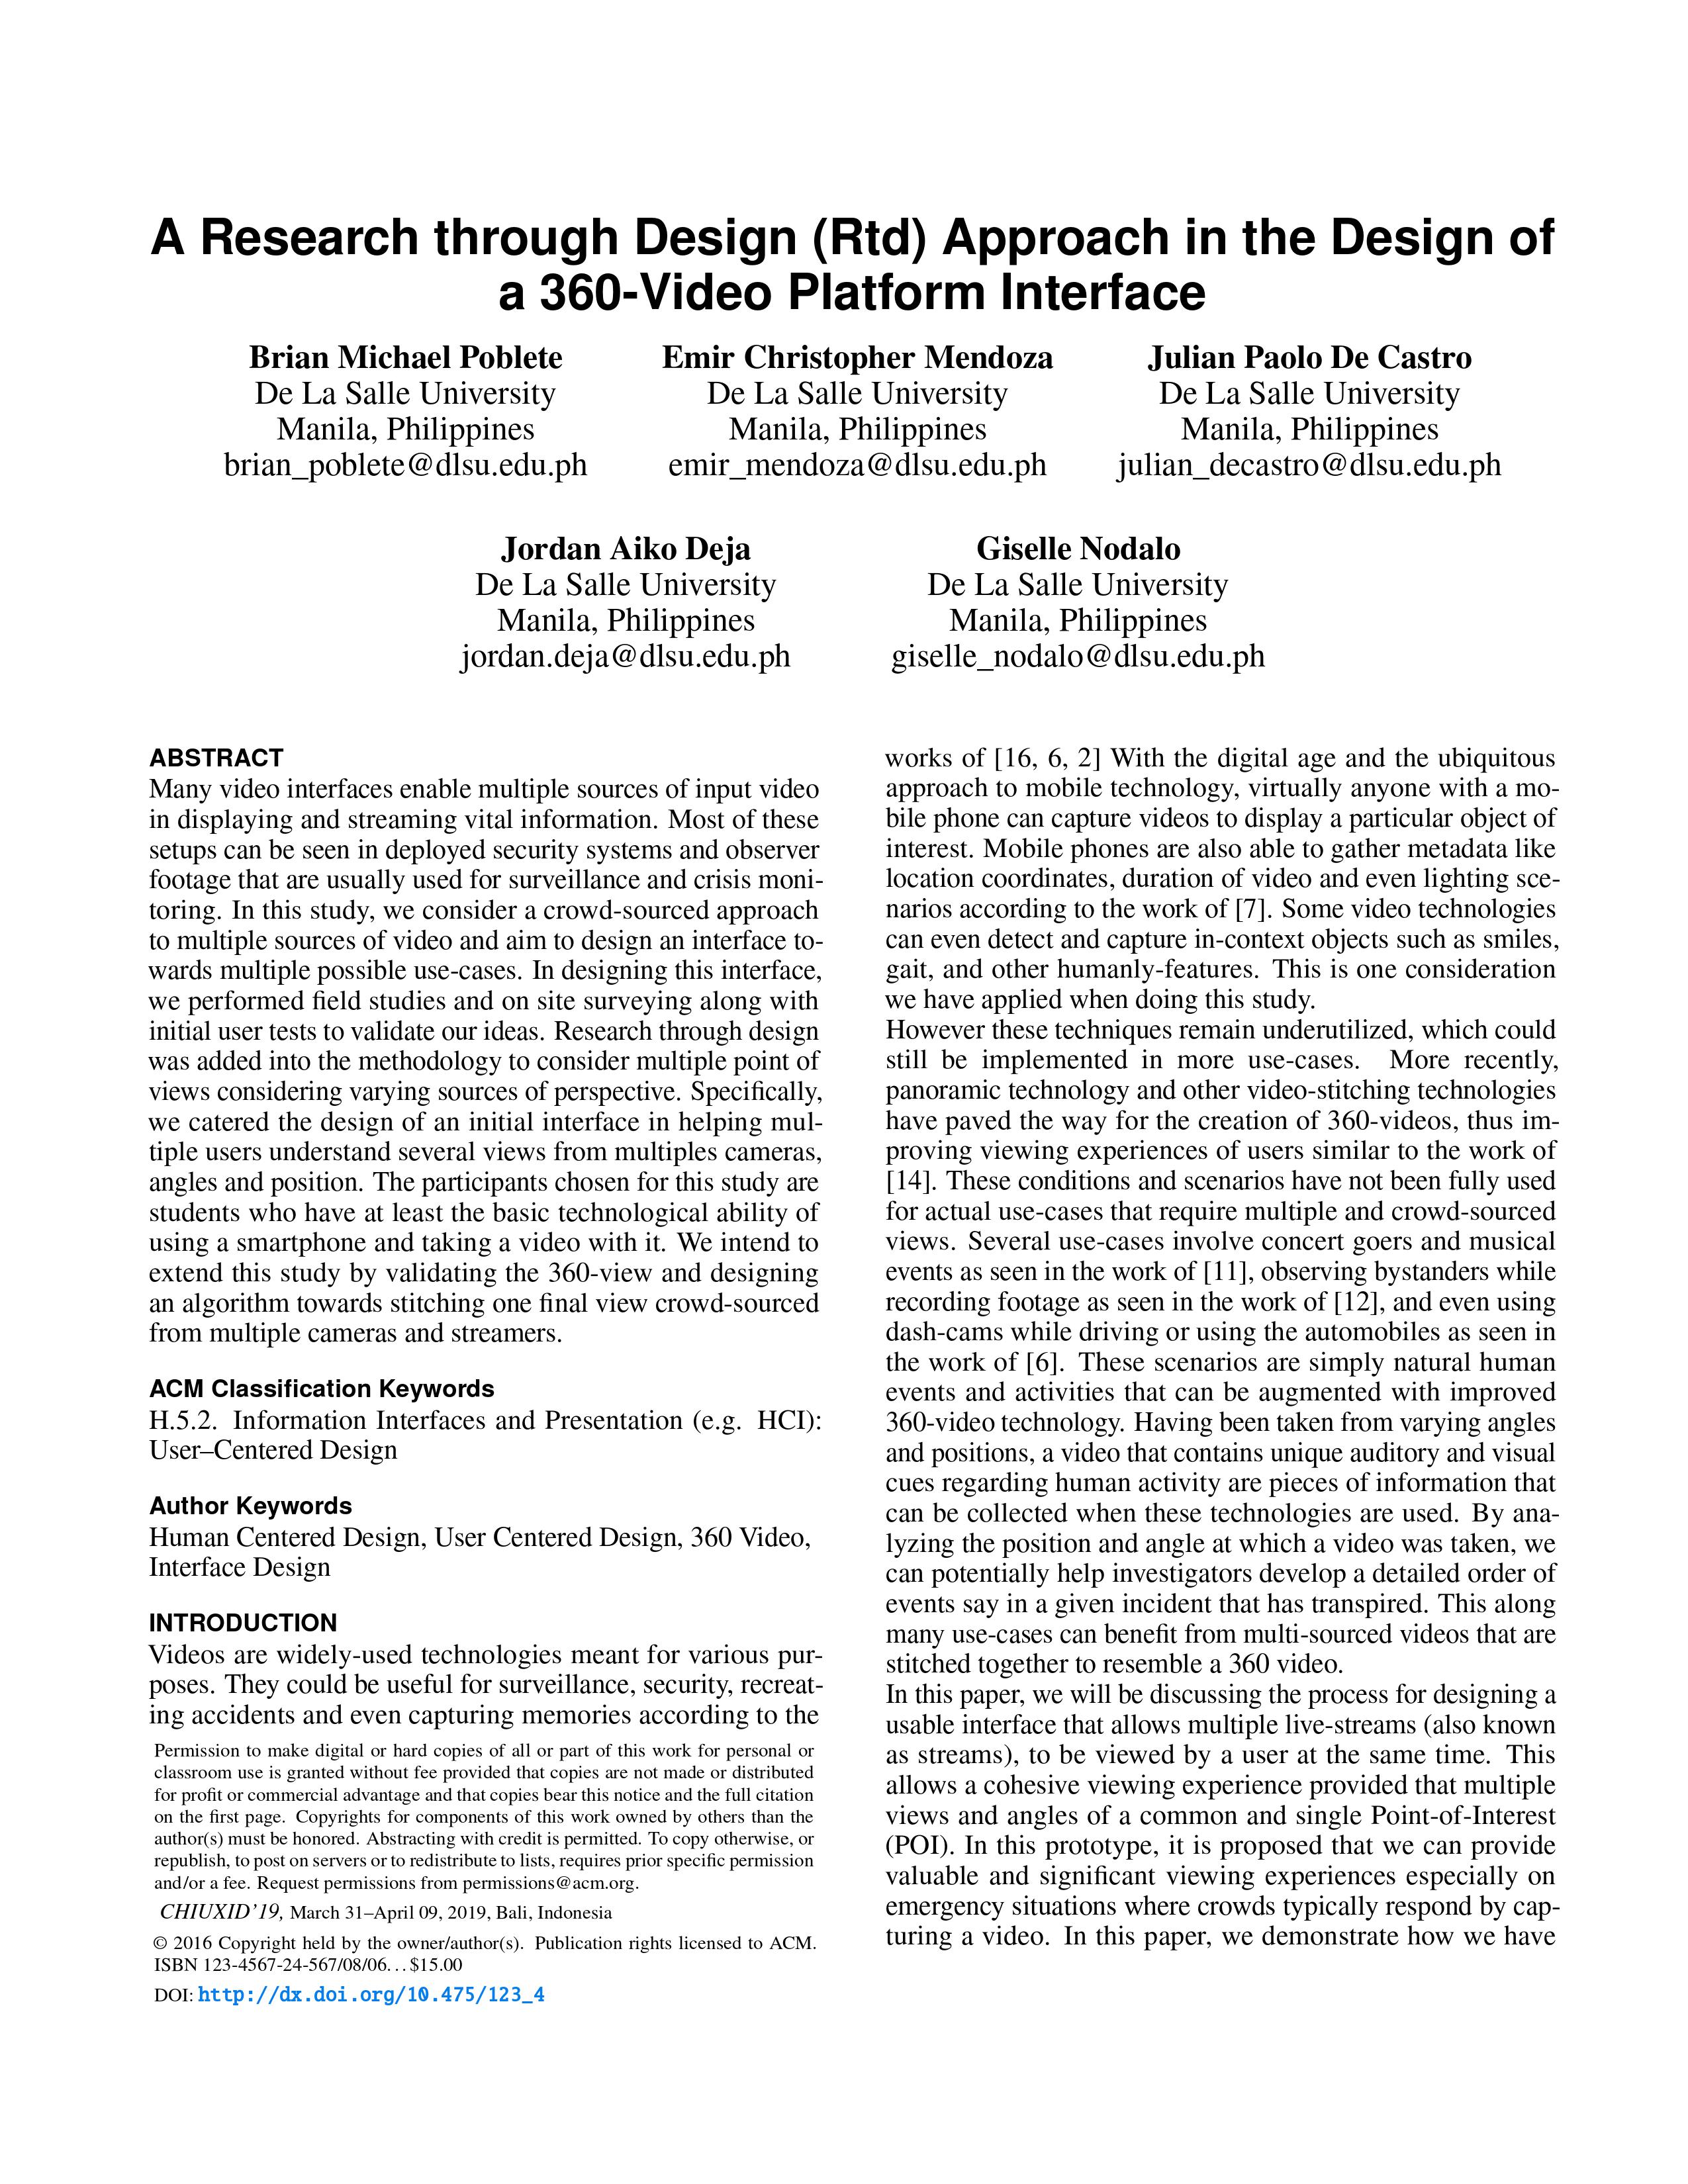 A Research through Design (Rtd) Approach in the Design of
a 360-Video Platform Interface
Brian Michael Poblete
De La Salle University
Manila, Philippines
brian_poblete@dlsu.edu.ph
Emir Christopher Mendoza
De La Salle University
Manila, Philippines
emir_mendoza@dlsu.edu.ph
Julian Paolo De Castro
De La Salle University
Manila, Philippines
julian_decastro@dlsu.edu.ph
Jordan Aiko Deja
De La Salle University
Manila, Philippines
jordan.deja@dlsu.edu.ph
Giselle Nodalo
De La Salle University
Manila, Philippines
giselle_nodalo@dlsu.edu.ph
ABSTRACT
Many video interfaces enable multiple sources of input video
in displaying and streaming vital information. Most of these
setups can be seen in deployed security systems and observer
footage that are usually used for surveillance and crisis moni-
toring. In this study, we consider a crowd-sourced approach
to multiple sources of video and aim to design an interface to-
wards multiple possible use-cases. In designing this interface,
we performed field studies and on site surveying along with
initial user tests to validate our ideas. Research through design
was added into the methodology to consider multiple point of
views considering varying sources of perspective. Specifically,
we catered the design of an initial interface in helping mul-
tiple users understand several views from multiples cameras,
angles and position. The participants chosen for this study are
students who have at least the basic technological ability of
using a smartphone and taking a video with it. We intend to
extend this study by validating the 360-view and designing
an algorithm towards stitching one final view crowd-sourced
from multiple cameras and streamers.
ACM Classification Keywords
H.5.2. Information Interfaces and Presentation (e.g. HCI):
User–Centered Design
Author Keywords
Human Centered Design, User Centered Design, 360 Video,
Interface Design
INTRODUCTION
Videos are widely-used technologies meant for various pur-
poses. They could be useful for surveillance, security, recreat-
ing accidents and even capturing memories according to the
Permission to make digital or hard copies of all or part of this work for personal or
classroom use is granted without fee provided that copies are not made or distributed
for profit or commercial advantage and that copies bear this notice and the full citation
on the first page. Copyrights for components of this work owned by others than the
author(s) must be honored. Abstracting with credit is permitted. To copy otherwise, or
republish, to post on servers or to redistribute to lists, requires prior specific permission
and/or a fee. Request permissions from permissions@acm.org.
CHIUXID'19, March 31–April 09, 2019, Bali, Indonesia
© 2016 Copyright held by the owner/author(s). Publication rights licensed to ACM.
ISBN 123-4567-24-567/08/06…$15.00
DOI: http://dx.doi.org/10.475/123_4
works of [16, 6, 2] With the digital age and the ubiquitous
approach to mobile technology, virtually anyone with a mo-
bile phone can capture videos to display a particular object of
interest. Mobile phones are also able to gather metadata like
location coordinates, duration of video and even lighting sce-
narios according to the work of [7]. Some video technologies
can even detect and capture in-context objects such as smiles,
gait, and other humanly-features. This is one consideration
we have applied when doing this study.
However these techniques remain underutilized, which could
still be implemented in more use-cases. More recently,
panoramic technology and other video-stitching technologies
have paved the way for the creation of 360-videos, thus im-
proving viewing experiences of users similar to the work of
[14]. These conditions and scenarios have not been fully used
for actual use-cases that require multiple and crowd-sourced
views. Several use-cases involve concert goers and musical
events as seen in the work of [11], observing bystanders while
recording footage as seen in the work of [12], and even using
dash-cams while driving or using the automobiles as seen in
the work of [6]. These scenarios are simply natural human
events and activities that can be augmented with improved
360-video technology. Having been taken from varying angles
and positions, a video that contains unique auditory and visual
cues regarding human activity are pieces of information that
can be collected when these technologies are used. By ana-
lyzing the position and angle at which a video was taken, we
can potentially help investigators develop a detailed order of
events say in a given incident that has transpired. This along
many use-cases can benefit from multi-sourced videos that are
stitched together to resemble a 360 video.
In this paper, we will be discussing the process for designing a
usable interface that allows multiple live-streams (also known
as streams), to be viewed by a user at the same time. This
allows a cohesive viewing experience provided that multiple
views and angles of a common and single Point-of-Interest
(POI). In this prototype, it is proposed that we can provide
valuable and significant viewing experiences especially on
emergency situations where crowds typically respond by cap-
turing a video. In this paper, we demonstrate how we have